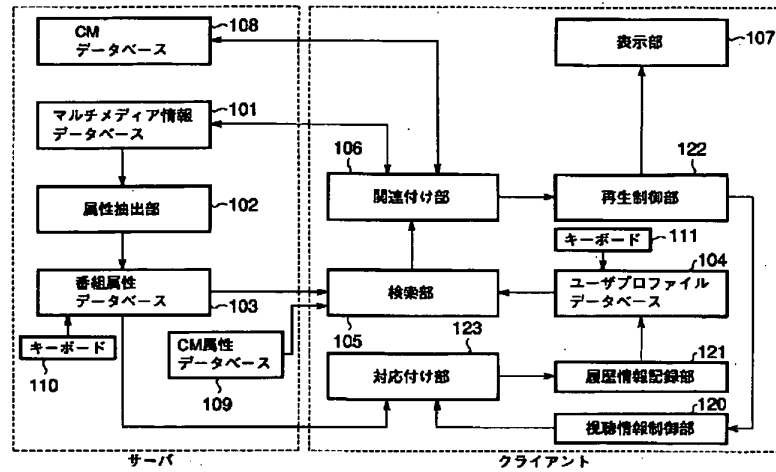 CM
データベース
108
マルチメディア情報
データベース
101
属性抽出部
102
番組属性
データベース
103
キーボード
110
CM属性
データベース
109
サーバ
表示部
107
106
関連付け部
122
再生制御部
キーボード
111
104
ユーザプロファイル
データベース
検索部
105
123
対応付け部
121
履歴情報記録部
120
視聴情報制御部
クライアント